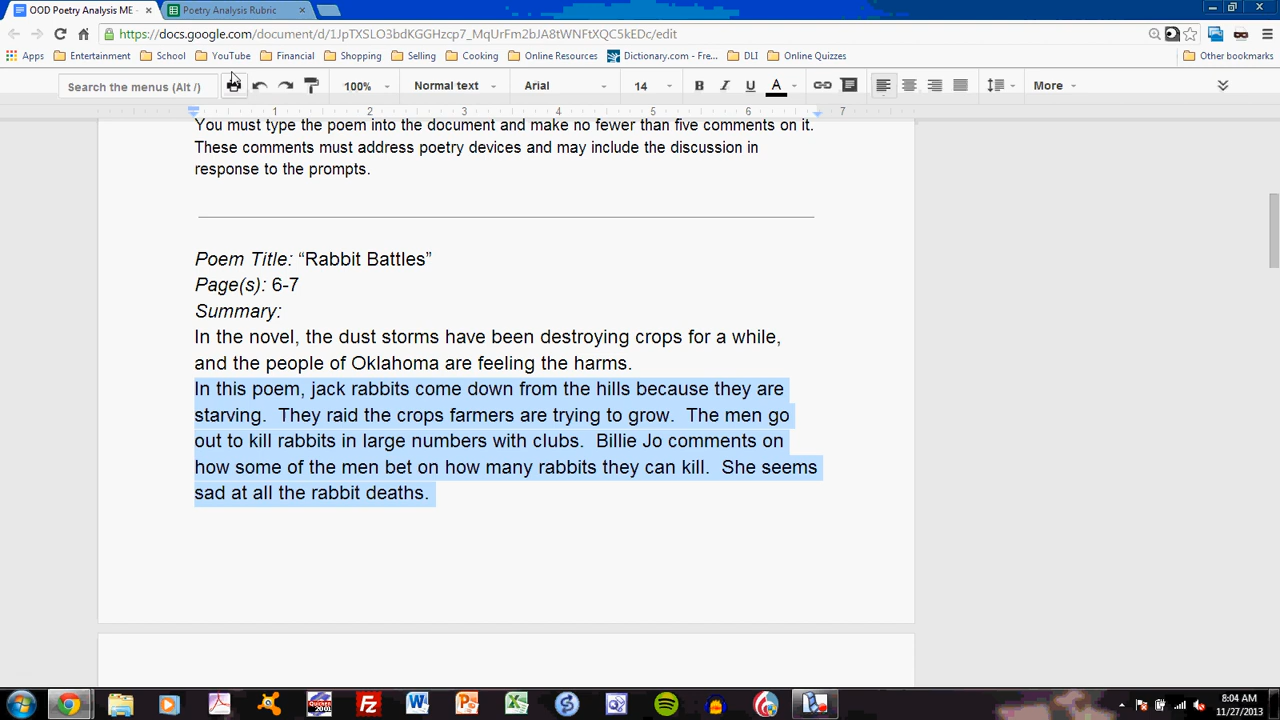 OOD Poetry Analysis ME -
Poetry Analysis Rubric
https://docs.google.com/document/d/1JpTXSLO3bdKGGHzcp7_MqUrFm2bJA8tWNFtXQC5kEDc/edit
Apps Entertainment School YouTube Financial Shopping Selling Cooking Online Resources Dictionary.com - Fre... DLI Online Quizzes Other bookmarks
Search the menus (Alt /) 100% Normal text Arial 14 B I U A More
1 2 3 4 5 6 7
You must type the poem into the document and make no fewer than five comments on it.
These comments must address poetry devices and may include the discussion in
response to the prompts.
Poem Title: “Rabbit Battles”
Page(s): 6-7
Summary:
In the novel, the dust storms have been destroying crops for a while,
and the people of Oklahoma are feeling the harms.
In this poem, jack rabbits come down from the hills because they are
starving. They raid the crops farmers are trying to grow. The men go
out to kill rabbits in large numbers with clubs. Billie Jo comments on
how some of the men bet on how many rabbits they can kill. She seems
sad at all the rabbit deaths.
8:04 AM
11/27/2013